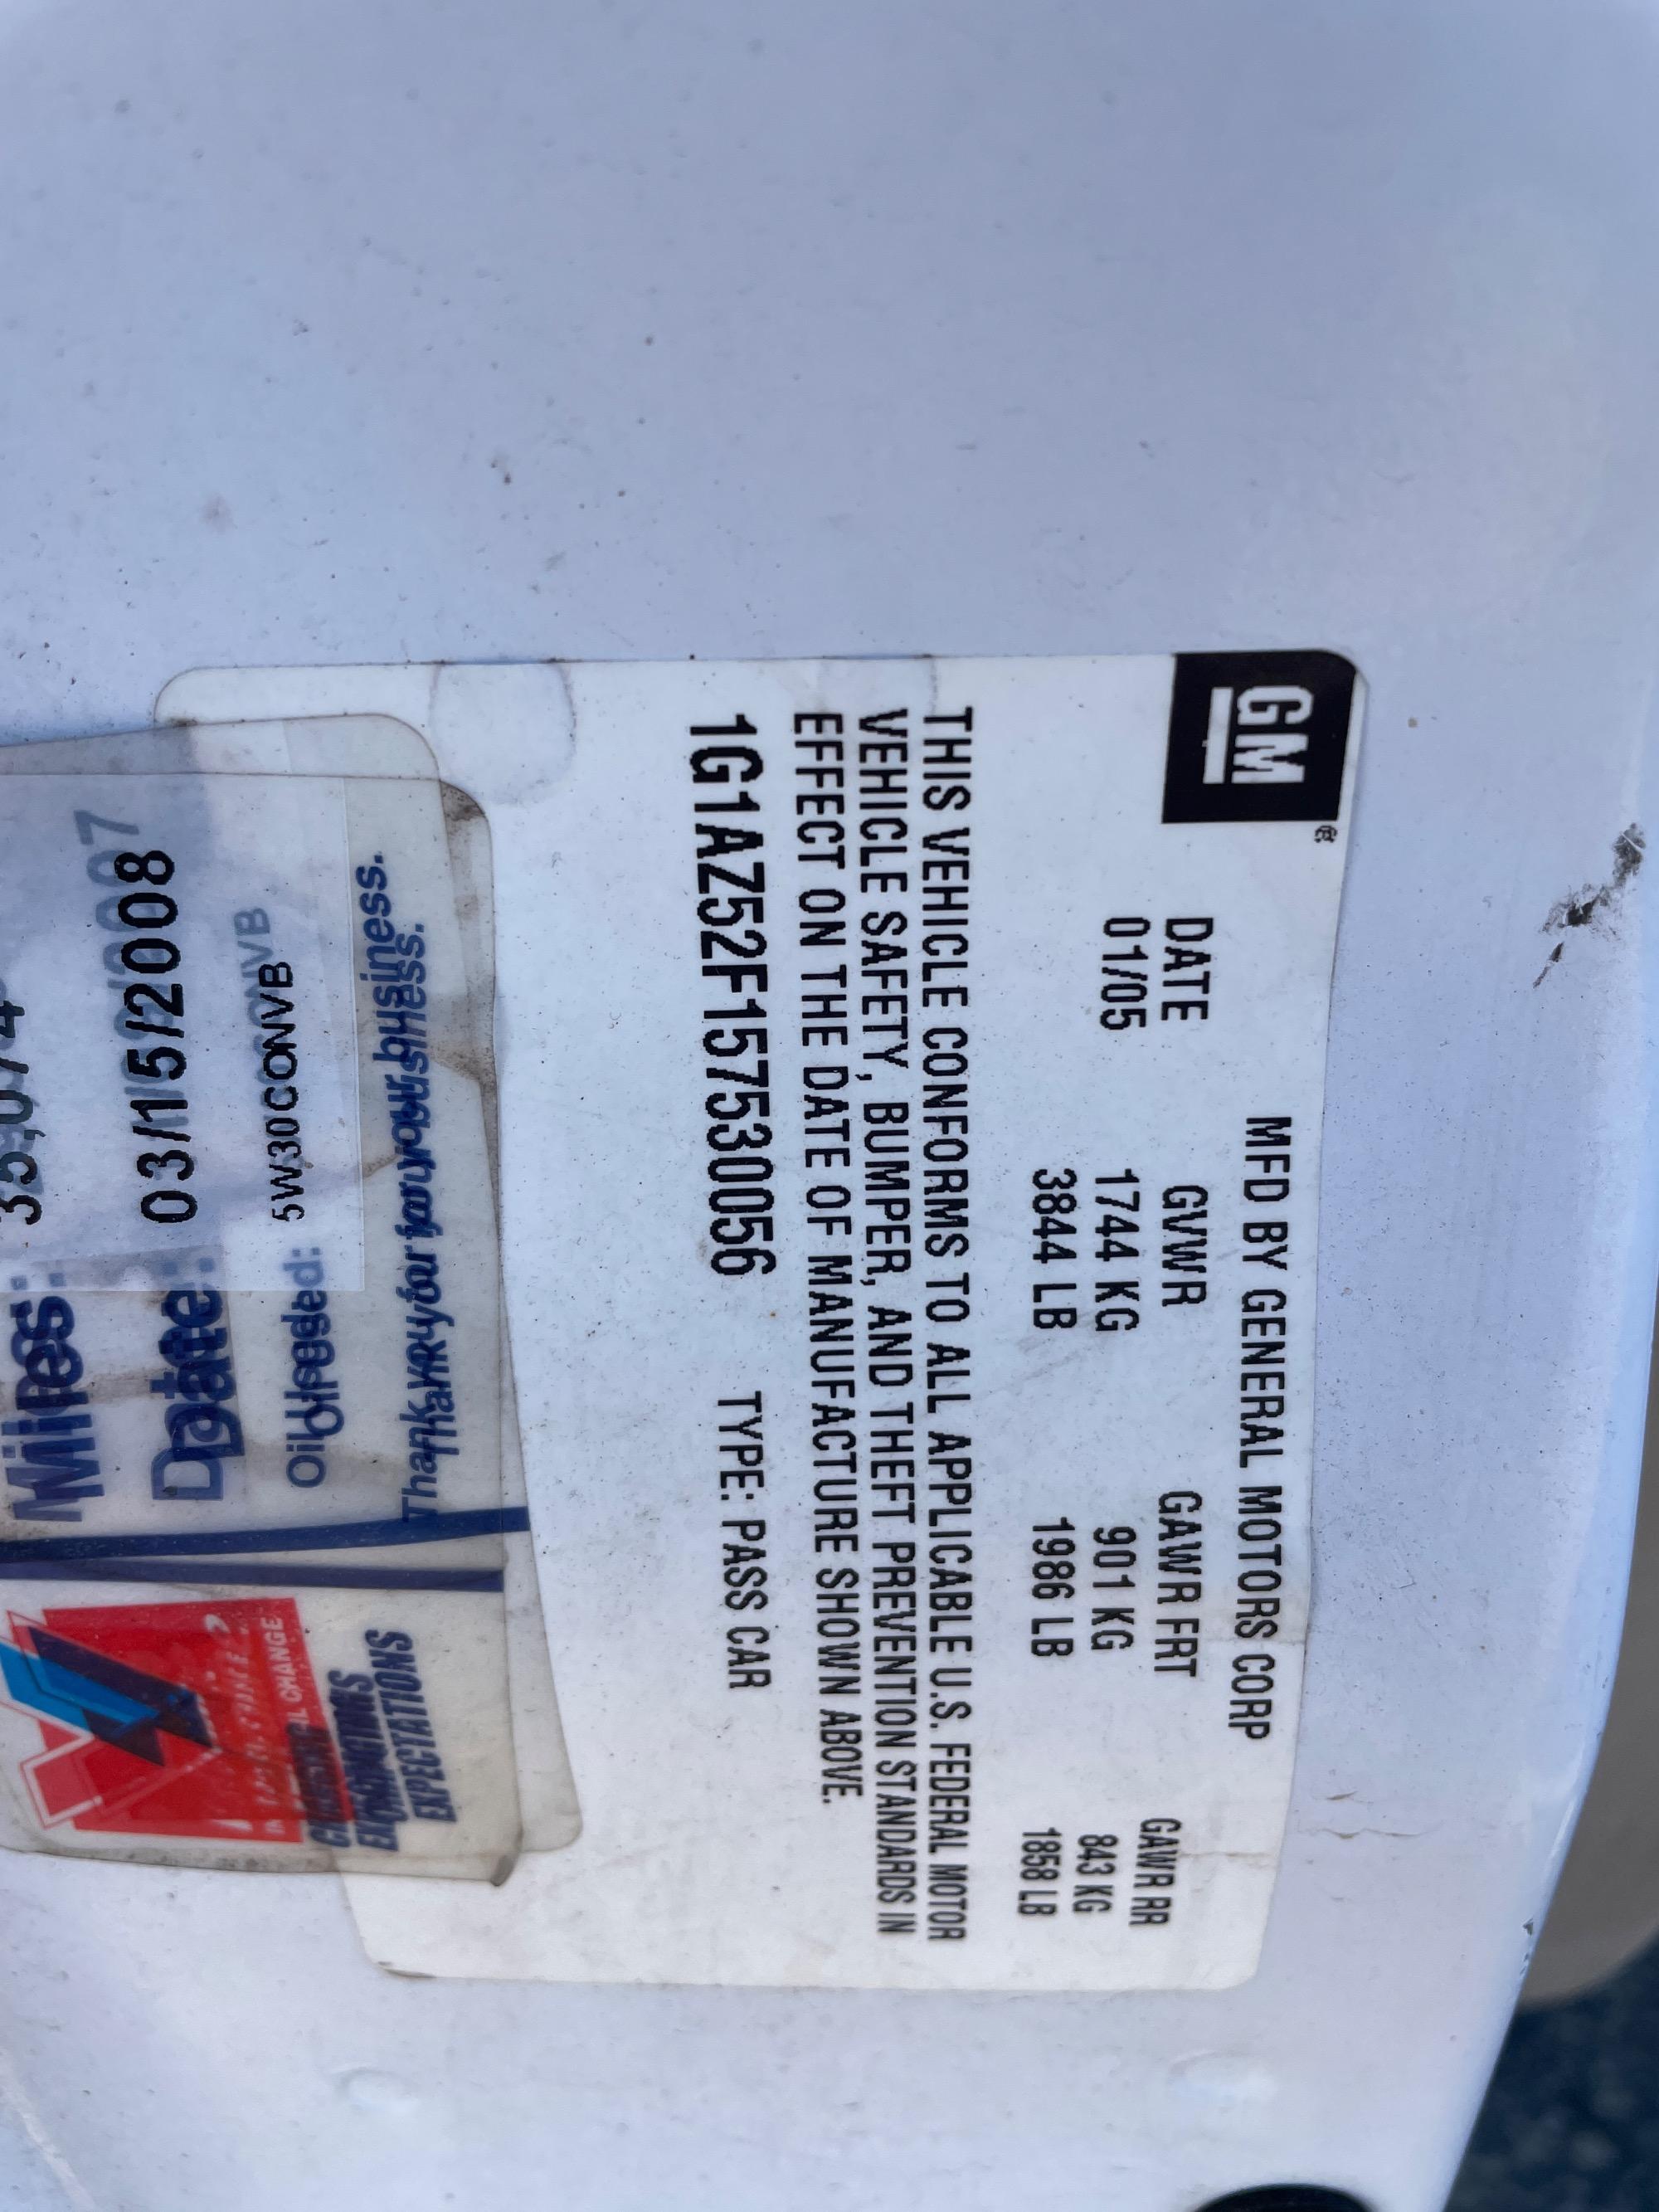 GM
MFD BY GENERAL MOTORS CORP
DATE GVWR GAWR FRT GAWR RR
01/05 1744 KG 901 KG 843 KG
3844 LB 1986 LB 1858 LB
THIS VEHICLE CONFORMS TO ALL APPLICABLE U.S. FEDERAL MOTOR
VEHICLE SAFETY, BUMPER, AND THEFT PREVENTION STANDARDS IN
EFFECT ON THE DATE OF MANUFACTURE SHOWN ABOVE.
1G1AZ52F157530056 TYPE: PASS CAR
Thank you for your business.
EXPECTATIONS
Oil Used:
5W30CONVB
OIL CHANGE
03/15/2008
Date:
Miles: